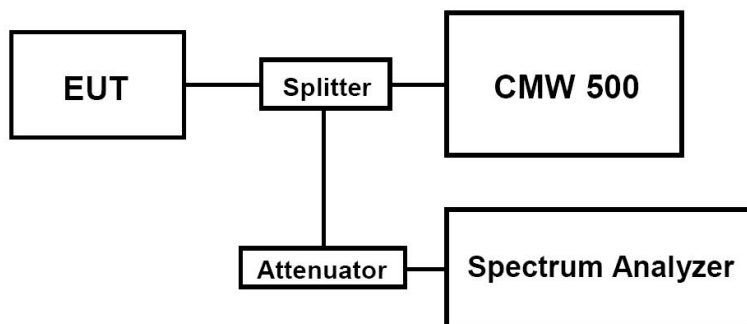 EUT
Splitter
CMW 500
Attenuator
Spectrum Analyzer